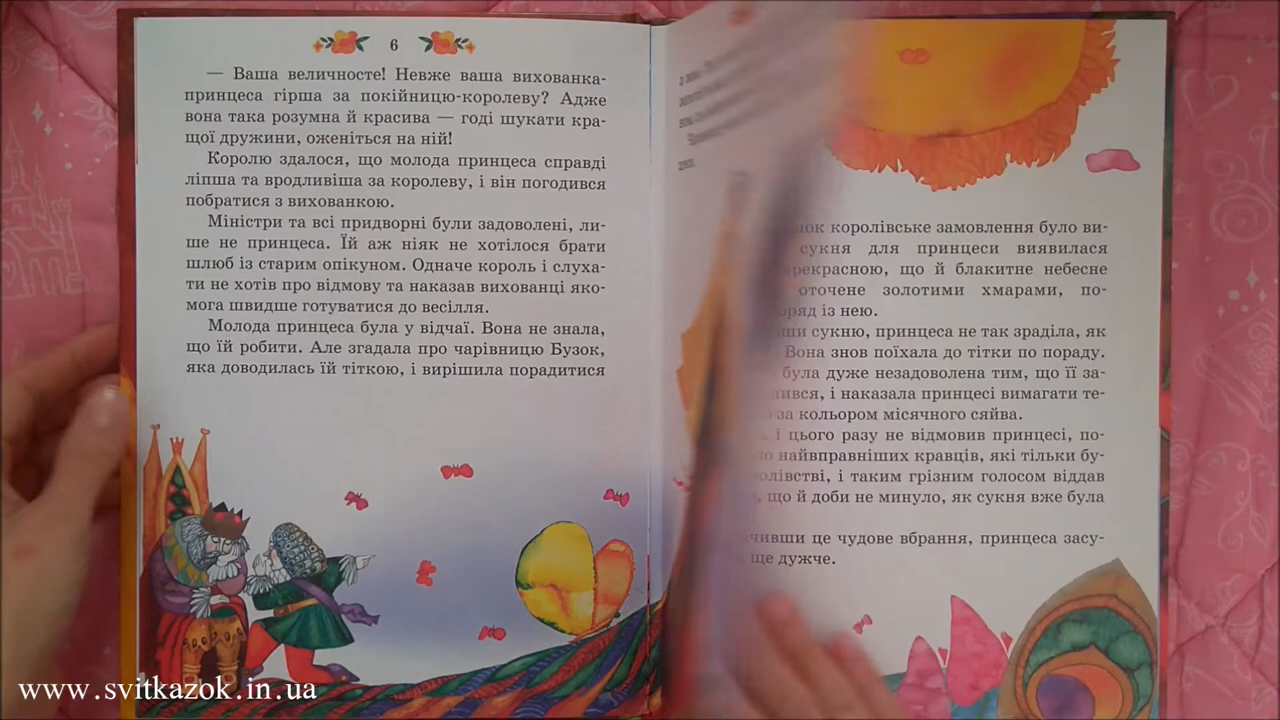 6
— Ваша величносте! Невже ваша вихованка-
принцеса гірша за покійницю-королеву? Адже
вона така розумна й красива — годі шукати кра-
щої дружини, оженіться на ній!
Королю здалося, що молода принцеса справді
ліпша та вродливіша за королеву, і він погодився
побратися з вихованкою.
Міністри та всі придворні були задоволені, ли-
ше не принцеса. Їй аж ніяк не хотілося брати
шлюб із старим опікуном. Одначе король і слуха-
ти не хотів про відмову та наказав вихованці яко-
мога швидше готуватися до весілля.
Молода принцеса була у відчаї. Вона не знала,
що їй робити. Але згадала про чарівницю Бузок,
яка доводилась їй тіткою, і вирішила порадитися
королівське замовлення було ви-
сукня для принцеси виявилася
що й блакитне небесне
оточене золотими хмарами, по-
із нею.
сукню, принцеса не так зраділа, як
Вона знов поїхала до тітки по пораду.
була дуже незадоволена тим, що її за-
і наказала принцесі вимагати те-
за кольором місячного сяйва.
і цього разу не відмовив принцесі, по-
найвправніших кравців, які тільки бу-
і таким грізним голосом віддав
що й доби не минуло, як сукня вже була
це чудове вбрання, принцеса засу-
ще дужче.
www.svitkazok.in.ua